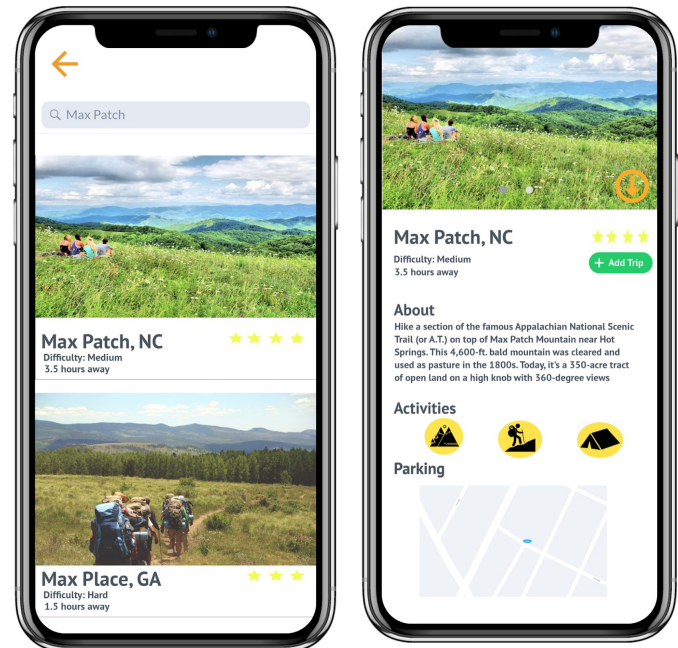 Max Patch
Max Patch, NC
Difficulty: Medium
3.5 hours away
Max Place, GA
Difficulty: Hard
1.5 hours away
Max Patch, NC
Difficulty: Medium
3.5 hours away
+ Add Trip
About
Hike a section of the famous Appalachian National Scenic
Trail (or A.T.) on top of Max Patch Mountain near Hot
Springs. This 4,600-ft. bald mountain was cleared and
used as pasture in the 1800s. Today, it's a 350-acre tract
of open land on a high knob with 360-degree views
Activities
Parking